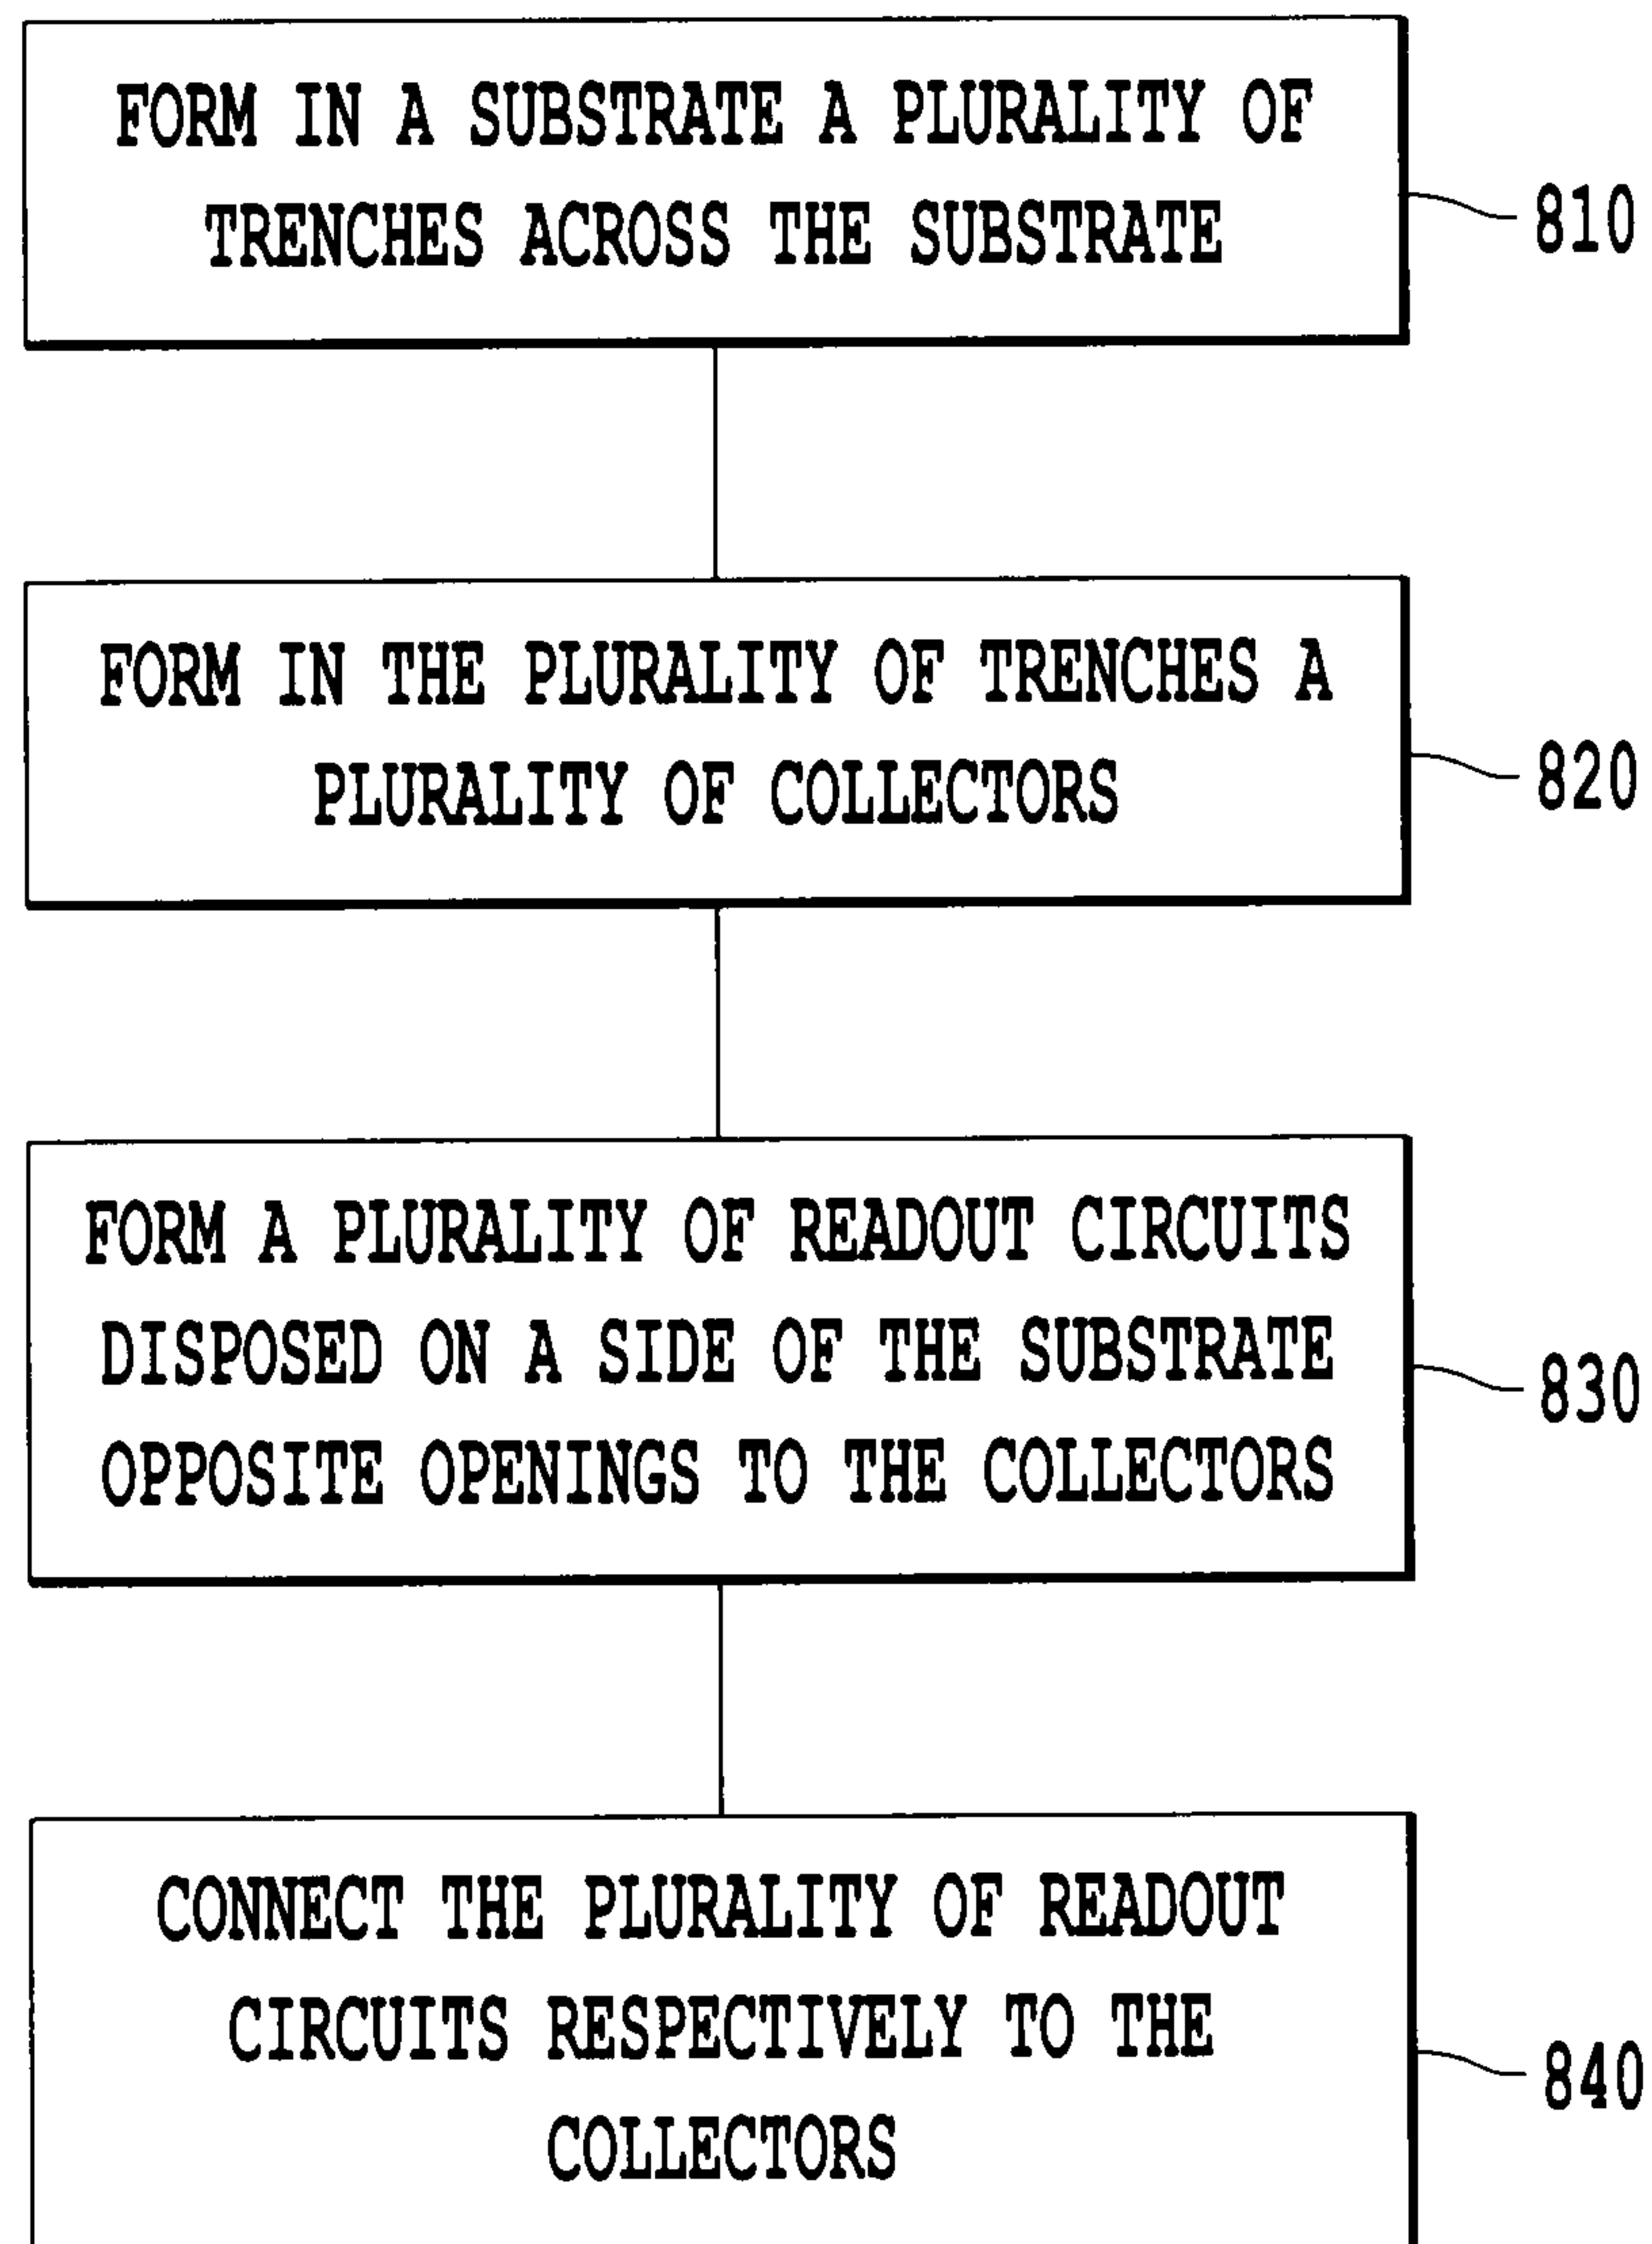 FORM IN A SUBSTRATE A PLURALITY OF
TRENCHES ACROSS THE SUBSTRATE
810
FORM IN THE PLURALITY OF TRENCHES A
PLURALITY OF COLLECTORS
820
FORM A PLURALITY OF READOUT CIRCUITS
DISPOSED ON A SIDE OF THE SUBSTRATE
OPPOSITE OPENINGS TO THE COLLECTORS
830
CONNECT THE PLURALITY OF READOUT
CIRCUITS RESPECTIVELY TO THE
COLLECTORS
840